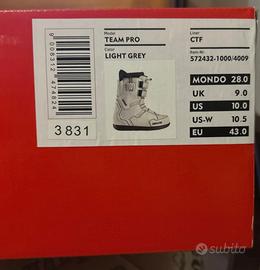 Model
TEAM PRO
Color
LIGHT GREY
Liner
CTF
Item-Nr.
572432-1000/4009
9008312474824
3831
MONDO 28.0
UK 9.0
US 10.0
US-W 10.5
EU 43.0
subito